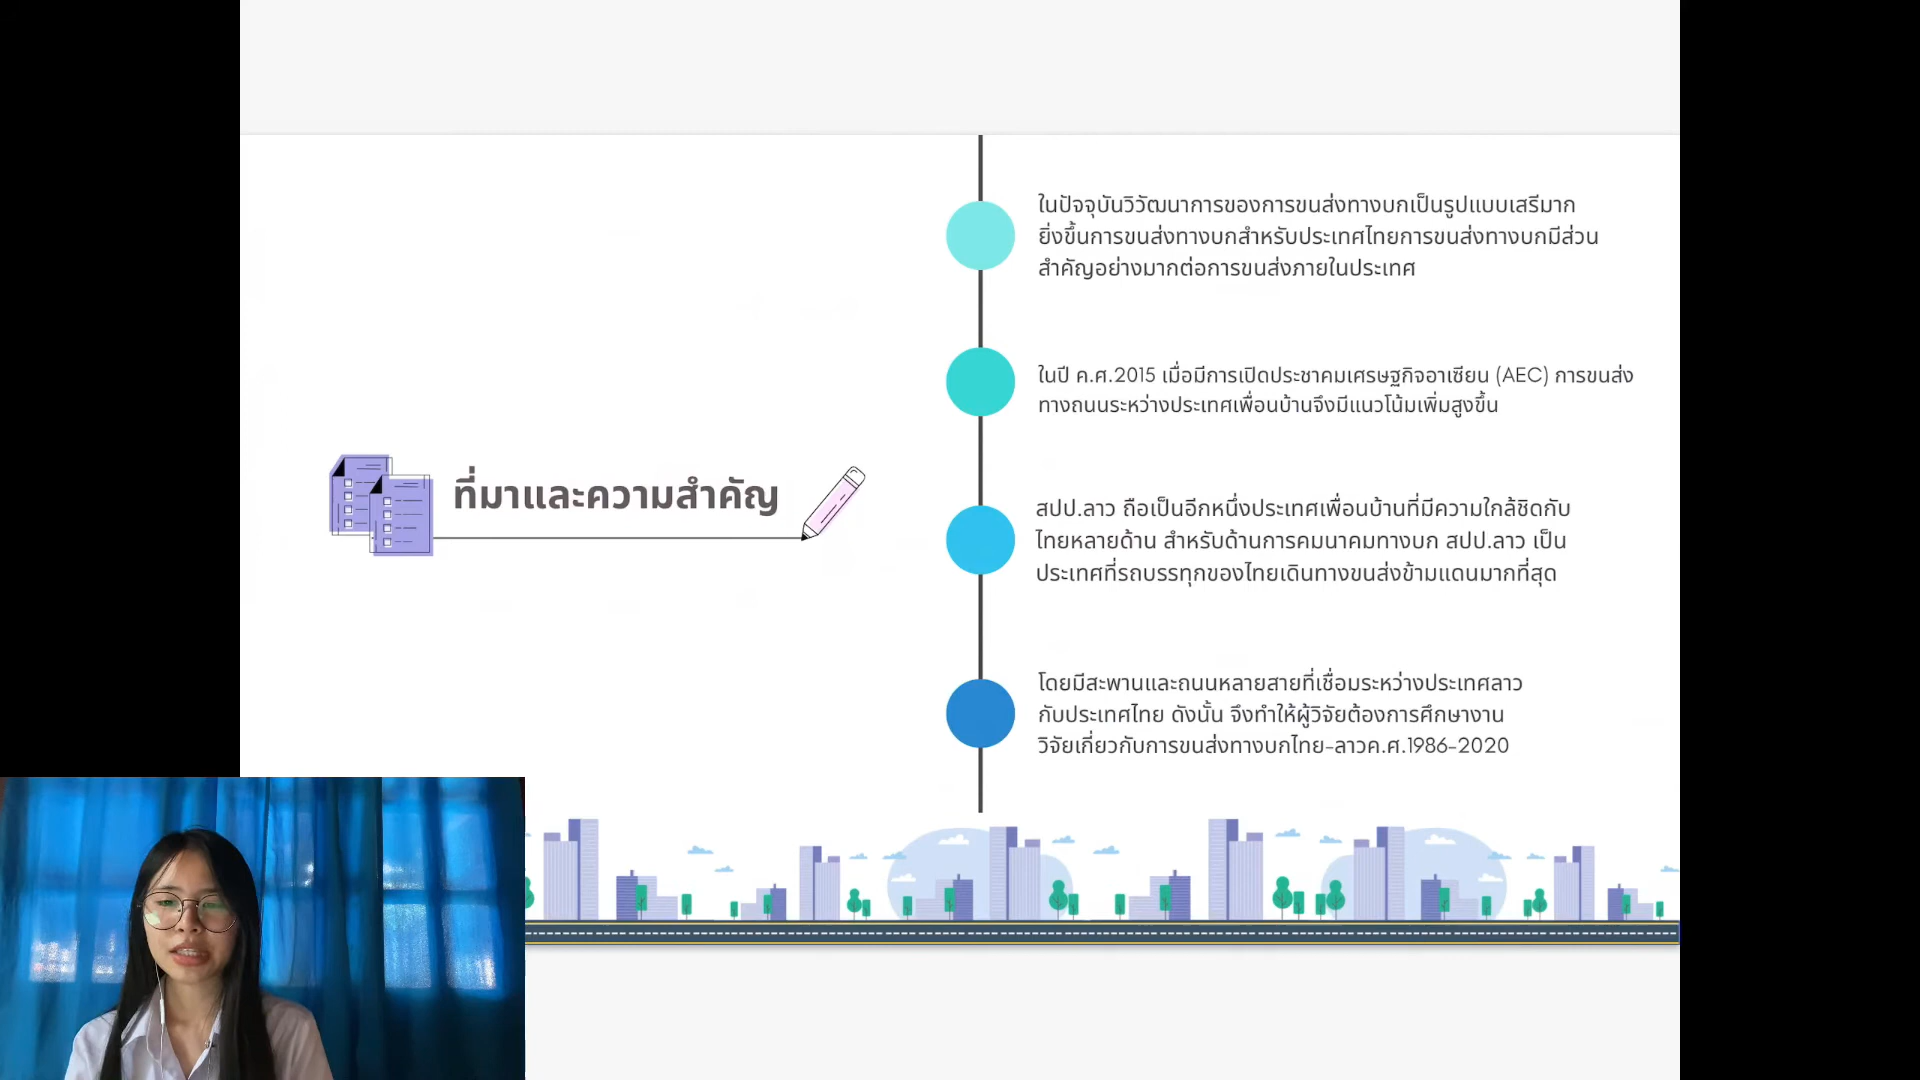 ที่มาและความสำคัญ
ในปัจจุบันวิวัฒนาการของการขนส่งทางบกเป็นรูปแบบเสรีมาก
ยิ่งขึ้นการขนส่งทางบกสำหรับประเทศไทยการขนส่งทางบกมีส่วน
สำคัญอย่างมากต่อการขนส่งภายในประเทศ
ในปี ค.ศ.2015 เมื่อมีการเปิดประชาคมเศรษฐกิจอาเซียน (AEC) การขนส่ง
ทางถนนระหว่างประเทศเพื่อนบ้านจึงมีแนวโน้มเพิ่มสูงขึ้น
สปป.ลาว ถือเป็นอีกหนึ่งประเทศเพื่อนบ้านที่มีความใกล้ชิดกับ
ไทยหลายด้าน สำหรับด้านการคมนาคมทางบก สปป.ลาว เป็น
ประเทศที่รถบรรทุกของไทยเดินทางขนส่งข้ามแดนมากที่สุด
โดยมีสะพานและถนนหลายสายที่เชื่อมระหว่างประเทศลาว
กับประเทศไทย ดังนั้น จึงทำให้ผู้วิจัยต้องการศึกษางาน
วิจัยเกี่ยวกับการขนส่งทางบกไทย-ลาวค.ศ.1986-2020